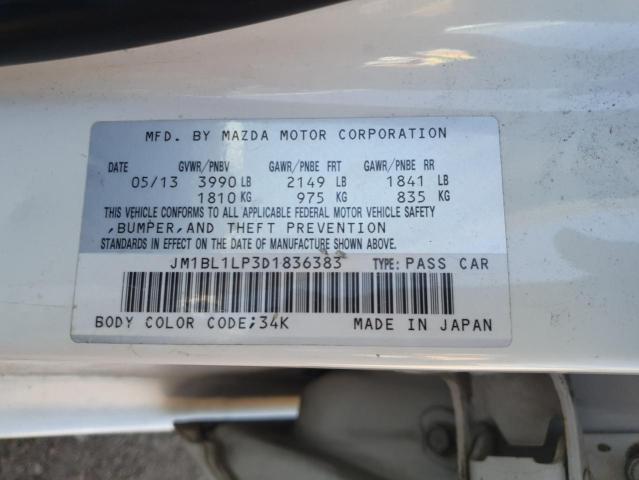 MFD. BY MAZDA MOTOR CORPORATION
DATE GVWR/PNBV GAWR/PNBE FRT GAWR/PNBE RR
05/13 3990 LB 2149 LB 1841 LB
1810 KG 975 KG 835 KG
THIS VEHICLE CONFORMS TO ALL APPLICABLE FEDERAL MOTOR VEHICLE SAFETY
,BUMPER,AND THEFT PREVENTION
STANDARDS IN EFFECT ON THE DATE OF MANUFACTURE SHOWN ABOVE.
JM1BL1LP3D1836383 TYPE: PASS CAR
BODY COLOR CODE;34K MADE IN JAPAN